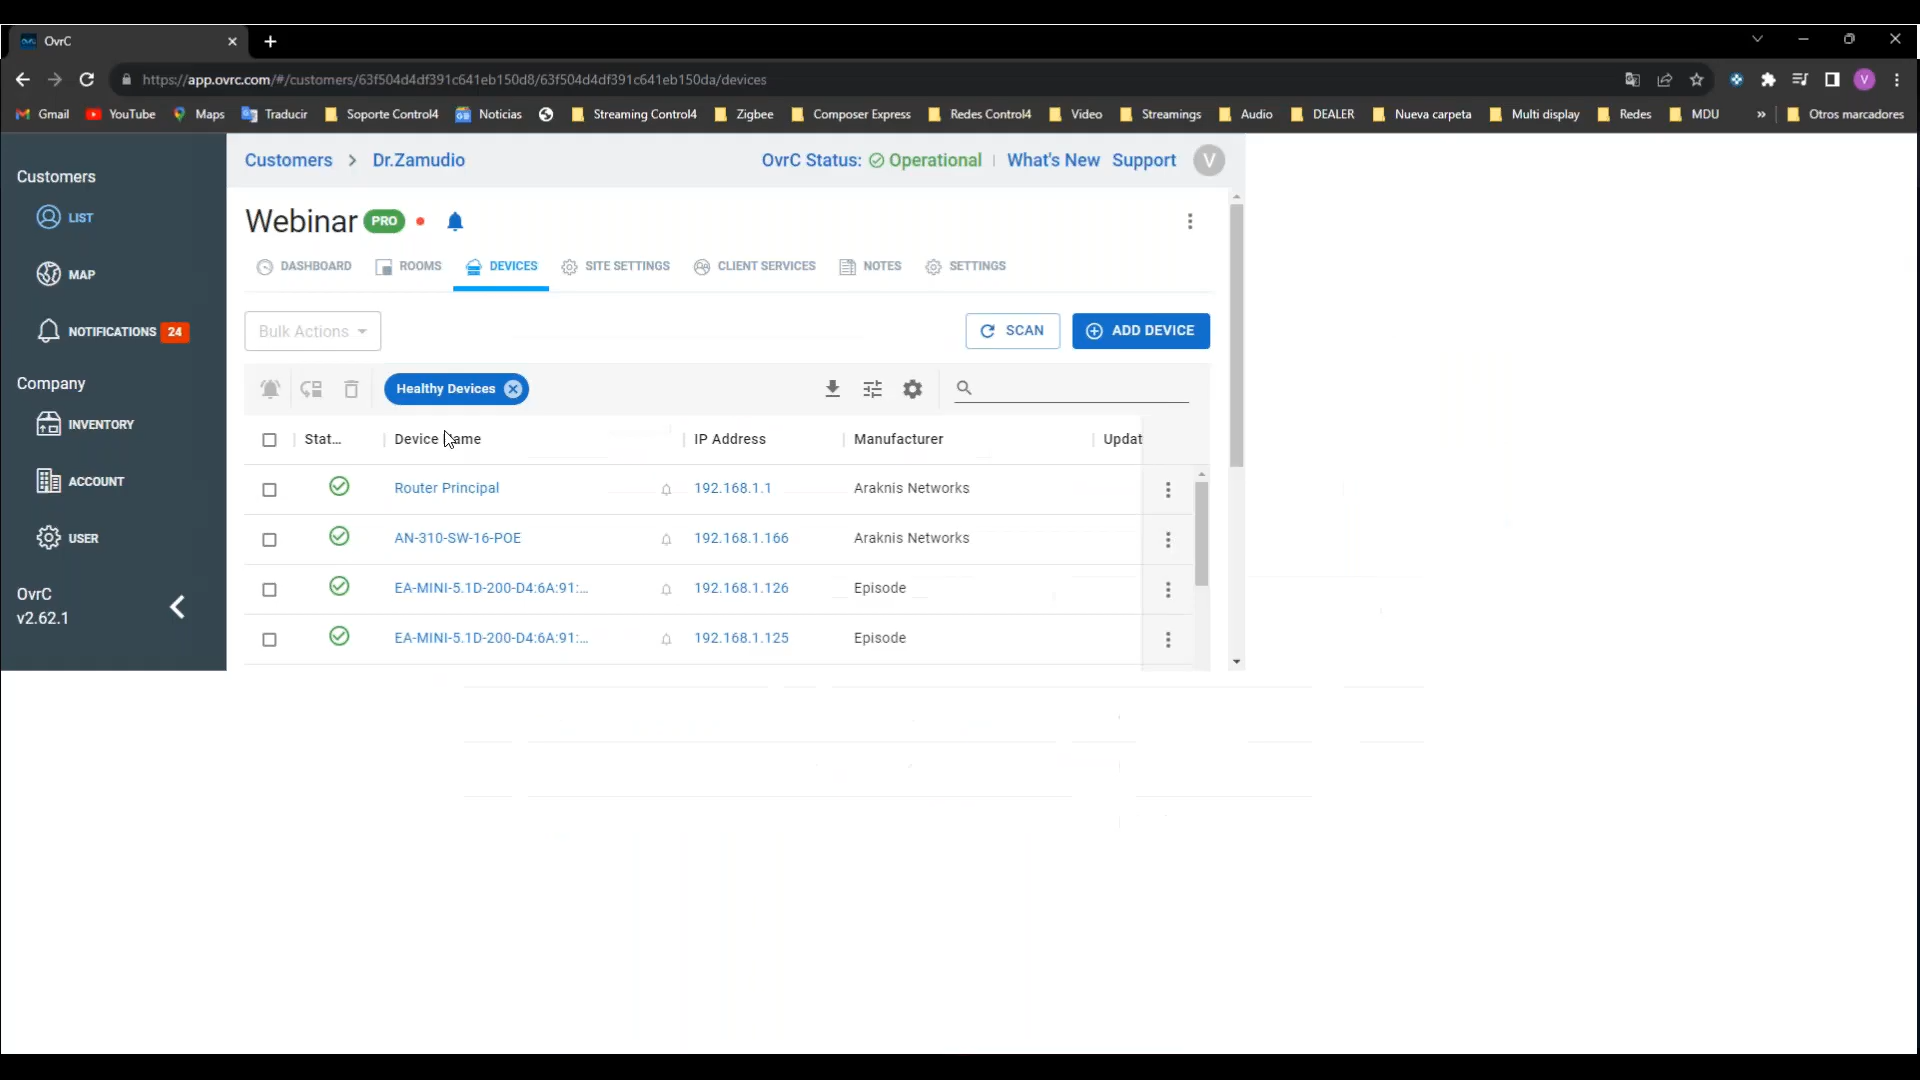 OvrC
https://app.ovrc.com/#/customers/63f504d4df391c641eb150d8/63f504d4df391c641eb150da/devices
V
Gmail YouTube Maps Traducir Soporte Control4 Noticias Streaming Control4 Zigbee Composer Express Redes Control4 Video Streamings Audio DEALER Nueva carpeta Multi display Redes MDU » Otros marcadores
Customers
LIST
MAP
NOTIFICATIONS 24
Company
INVENTORY
ACCOUNT
USER
OvrC
v2.62.1
Customers > Dr.Zamudio OvrC Status: Operational What's New Support V
Webinar PRO
DASHBOARD ROOMS DEVICES SITE SETTINGS CLIENT SERVICES NOTES SETTINGS
Bulk Actions SCAN ADD DEVICE
Healthy Devices
Stat... Device Name IP Address Manufacturer Updat
Router Principal 192.168.1.1 Araknis Networks
AN-310-SW-16-POE 192.168.1.166 Araknis Networks
EA-MINI-5.1D-200-D4:6A:91:... 192.168.1.126 Episode
EA-MINI-5.1D-200-D4:6A:91:... 192.168.1.125 Episode